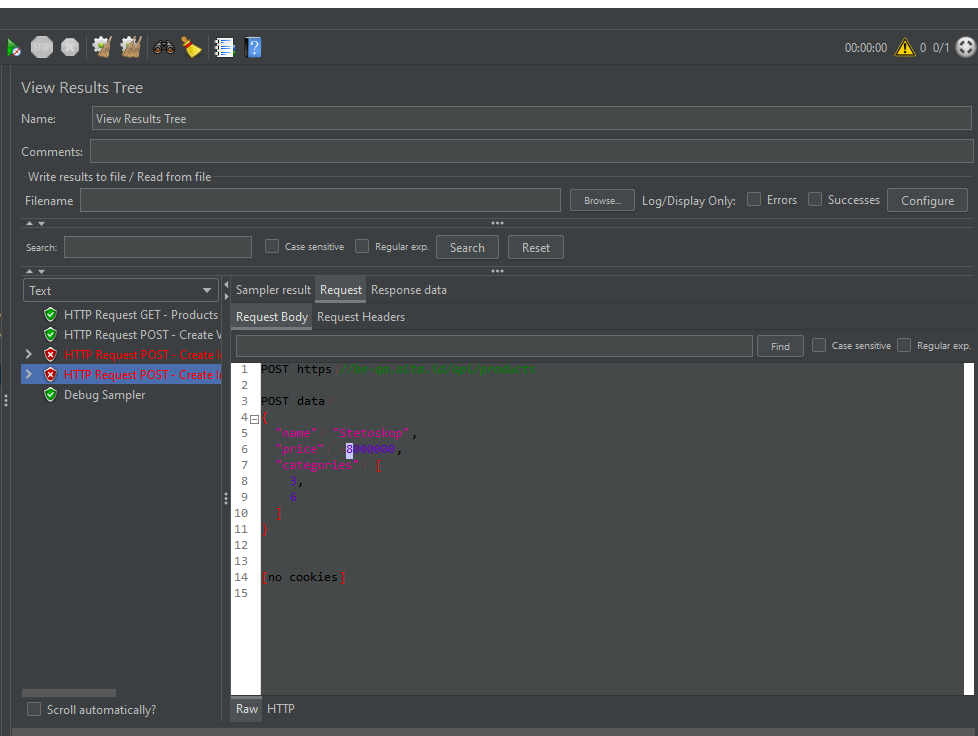 STOP
00:00:00 0 0/1
View Results Tree
Name: View Results Tree
Comments:
Write results to file / Read from file
Filename Browse... Log/Display Only: Errors Successes Configure
Search: Case sensitive Regular exp. Search Reset
Text
HTTP Request GET - Products
HTTP Request POST - Create
HTTP Request POST - Create
HTTP Request POST - Create
Debug Sampler
Scroll automatically?
Sampler result Request Response data
Request Body Request Headers
Find Case sensitive Regular exp.
1 POST https://
2
3 POST data
4 {
5 "name": "Stetoskop",
6 "price": 8000000,
7 "categories": [
8 3,
9 6
10 ]
11 }
12
13
14 [no cookies]
15
Raw HTTP